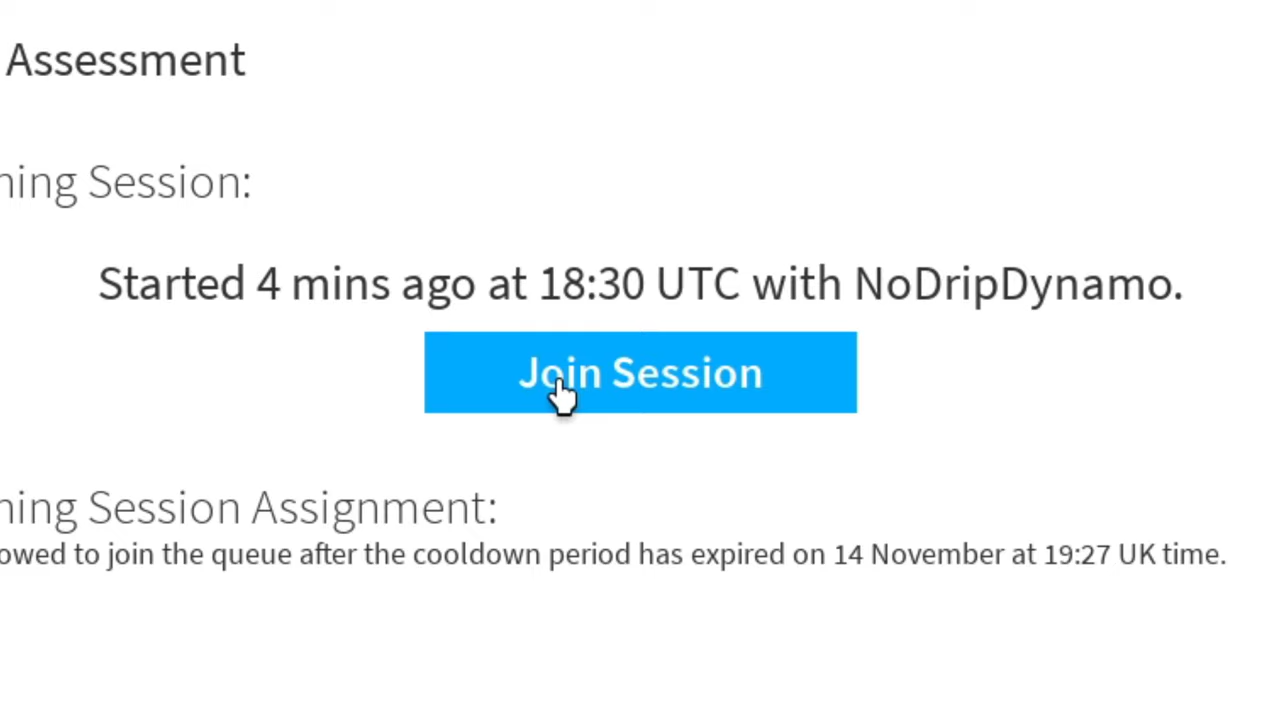 Assessment
ning Session:
Started 4 mins ago at 18:30 UTC with NoDripDynamo.
Join Session
ning Session Assignment:
owed to join the queue after the cooldown period has expired on 14 November at 19:27 UK time.